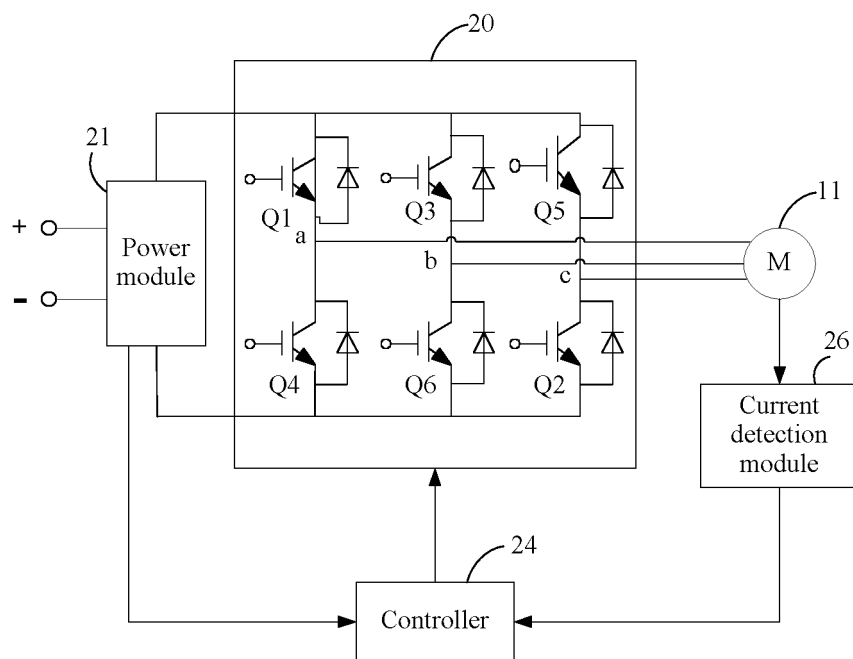 20
21
11
+
-
Power
module
Q1
Q3
Q5
a
b
c
M
Q4
Q6
Q2
26
Current
detection
module
24
Controller